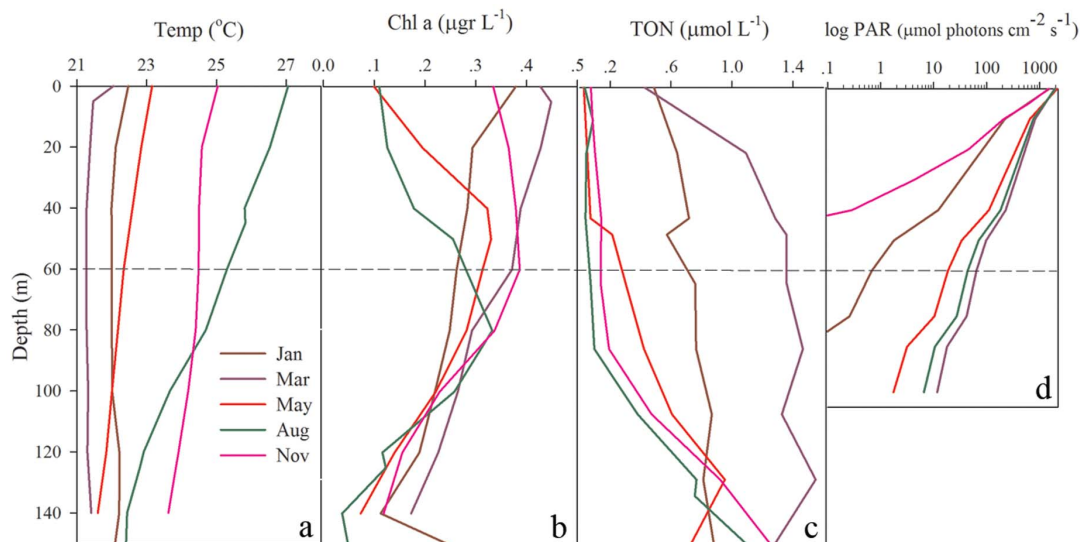 Temp (°C)
Chl a (µgr L⁻¹)
TON (µmol L⁻¹)
log PAR (µmol photons cm⁻² s⁻¹)
21 23 25 27
0.0 .1 .2 .3 .4
.5 .6 1.0 1.4
.1 1 10 100 1000
Depth (m)
0
20
40
60
80
100
120
140
Jan
Mar
May
Aug
Nov
a
b
c
d